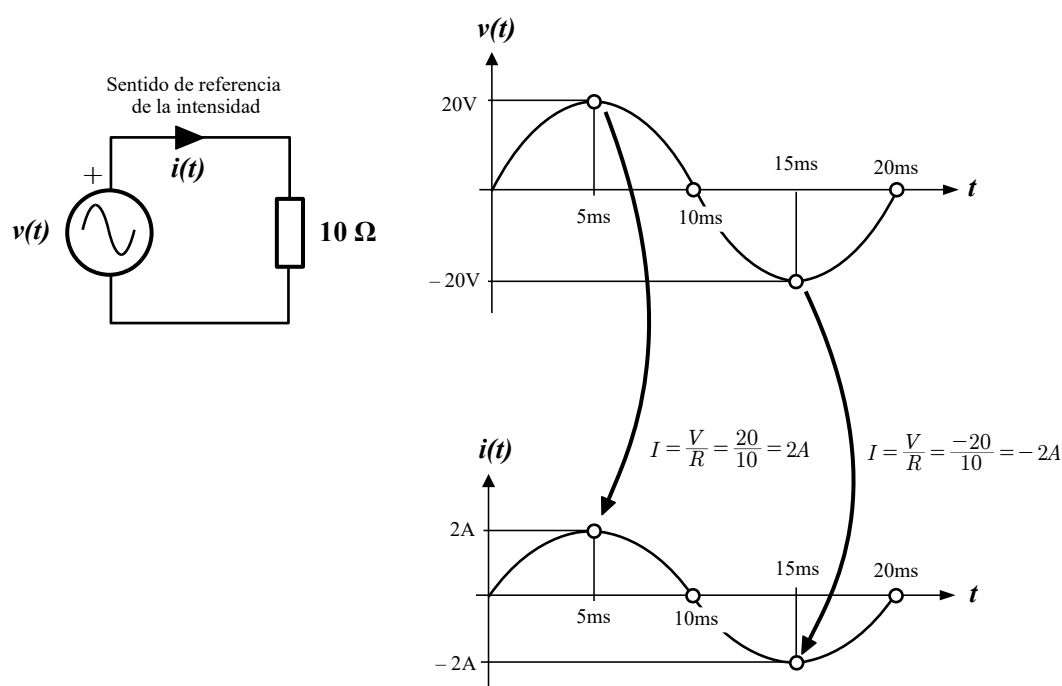 Sentido de referencia
de la intensidad
i(t)
+
v(t)
10 Ω
v(t)
20V
15ms
20ms
t
5ms
10ms
– 20V
I = V/R = 20/10 = 2A
I = V/R = -20/10 = -2A
i(t)
2A
15ms
20ms
t
5ms
10ms
– 2A